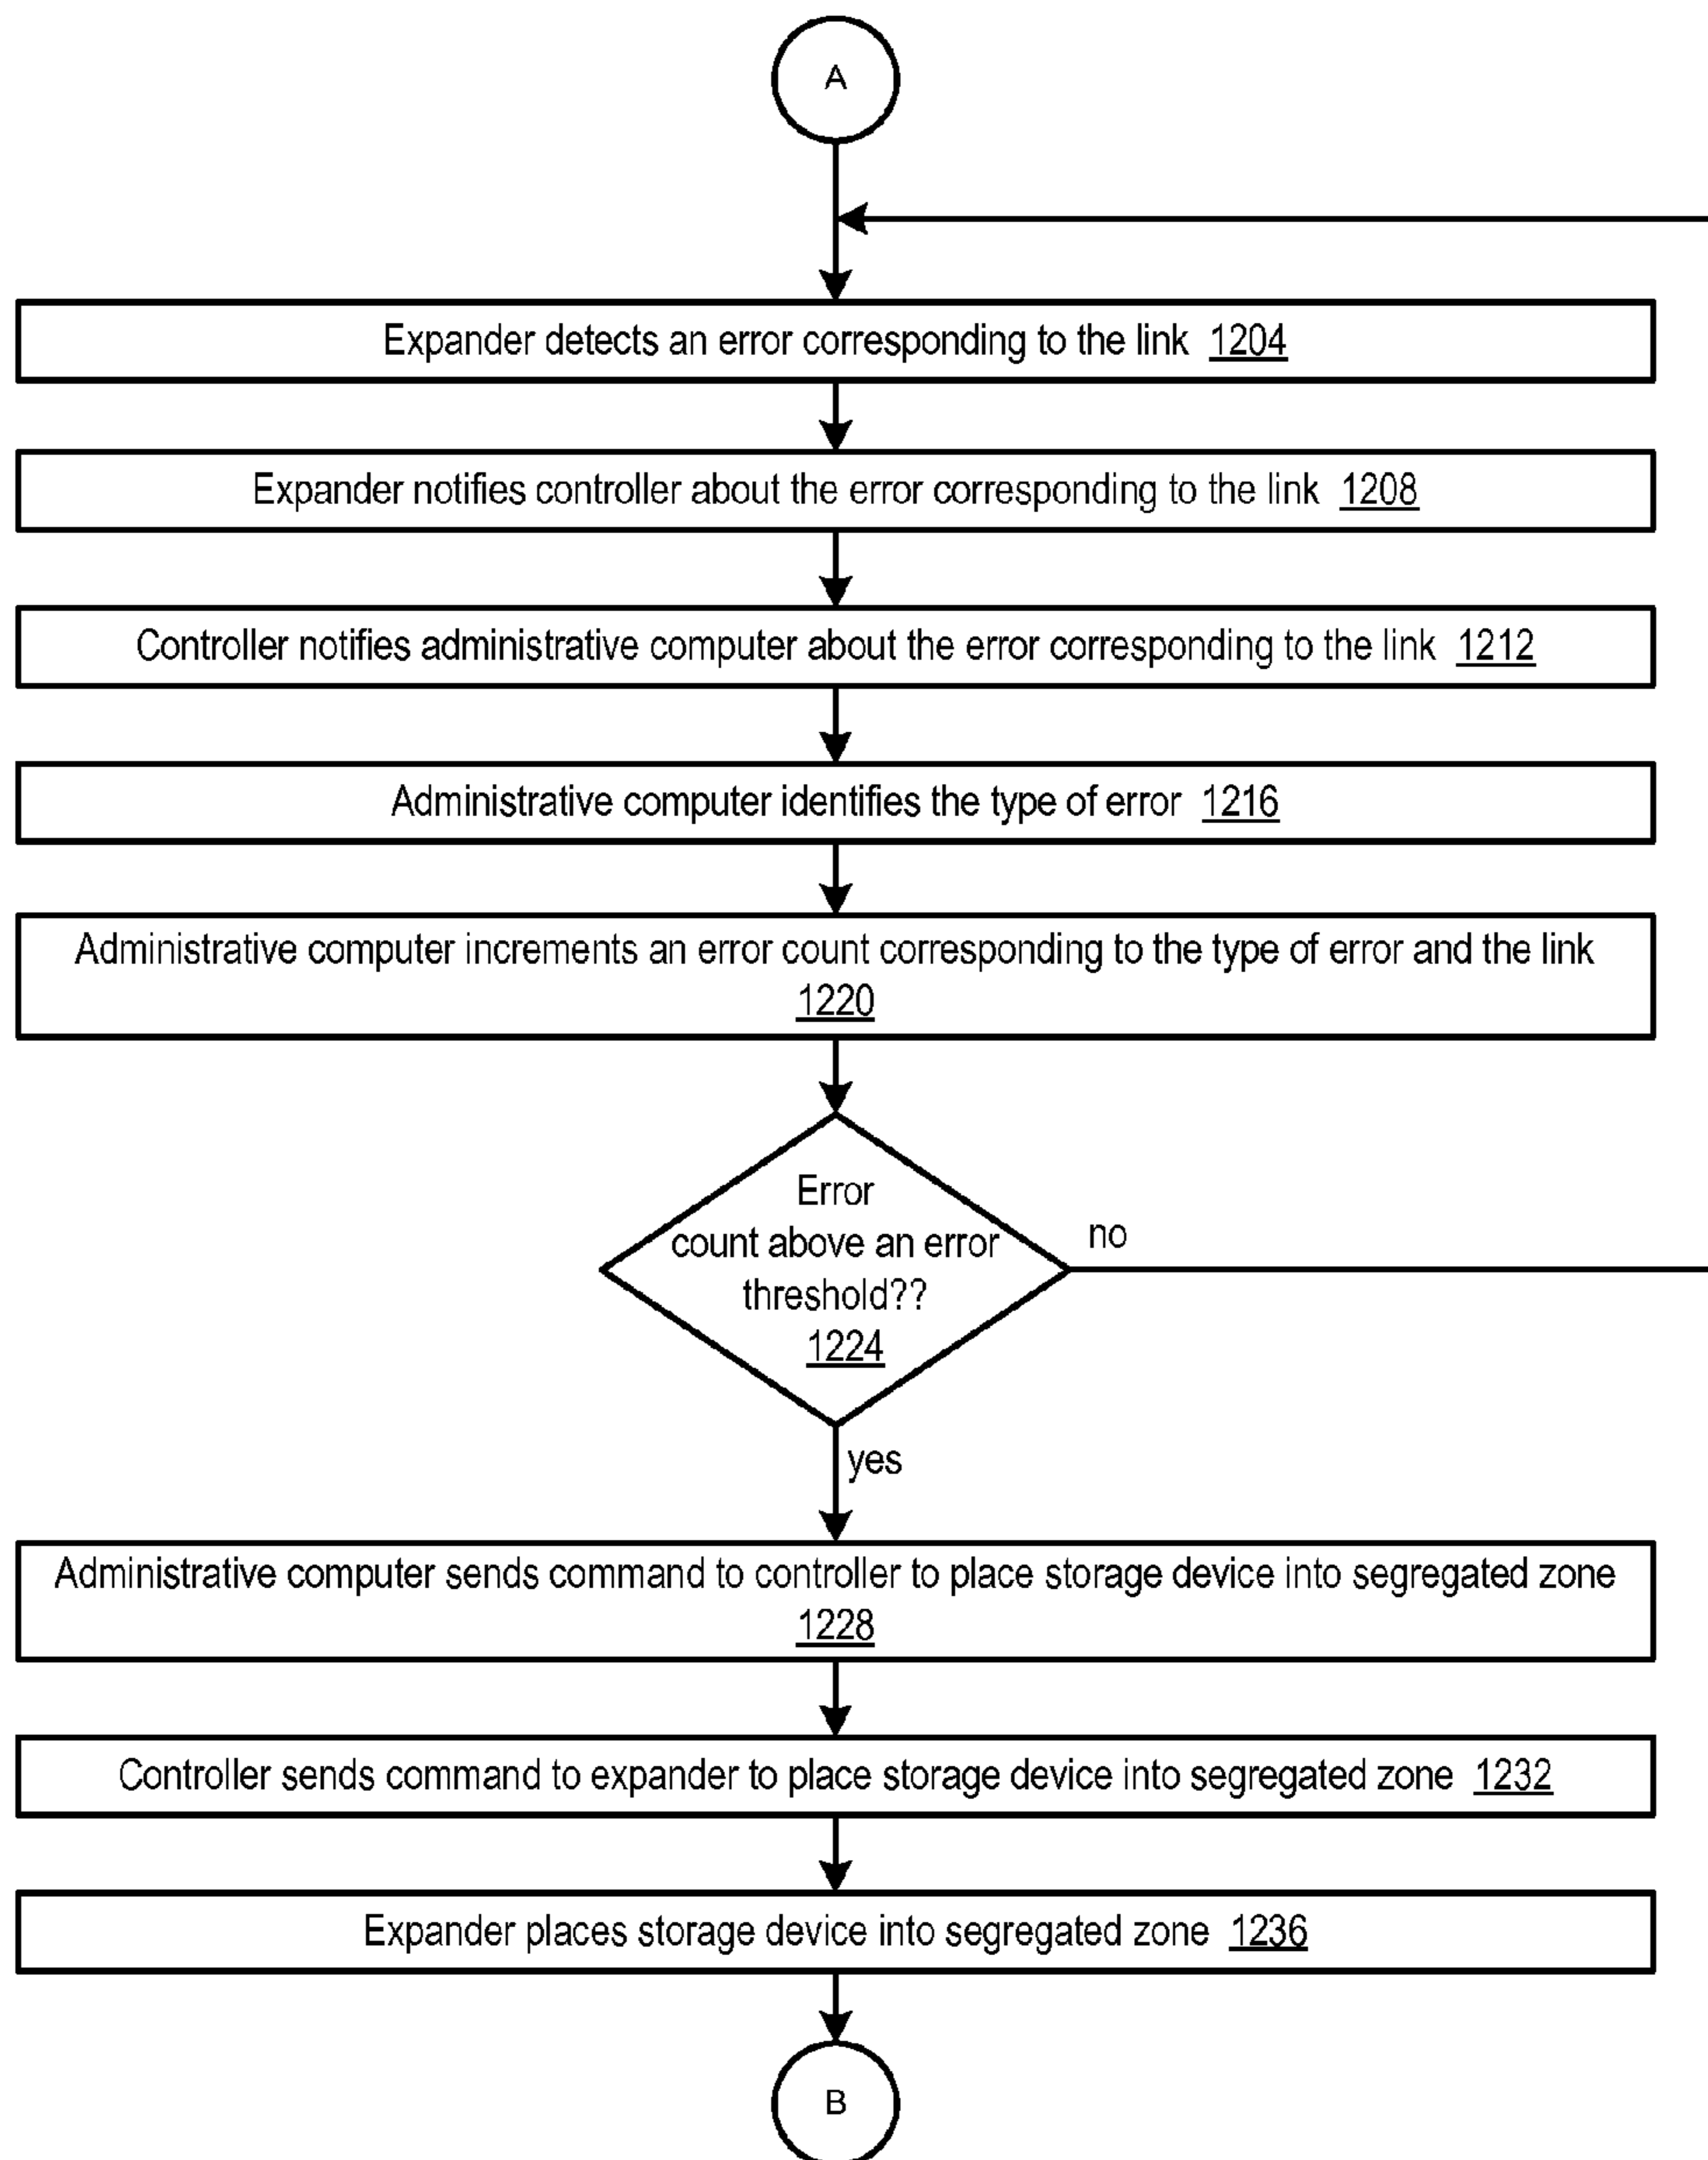 A
Expander detects an error corresponding to the link 1204
Expander notifies controller about the error corresponding to the link 1208
Controller notifies administrative computer about the error corresponding to the link 1212
Administrative computer identifies the type of error 1216
Administrative computer increments an error count corresponding to the type of error and the link
1220
Error
count above an error
threshold??
1224
no
yes
Administrative computer sends command to controller to place storage device into segregated zone
1228
Controller sends command to expander to place storage device into segregated zone 1232
Expander places storage device into segregated zone 1236
B